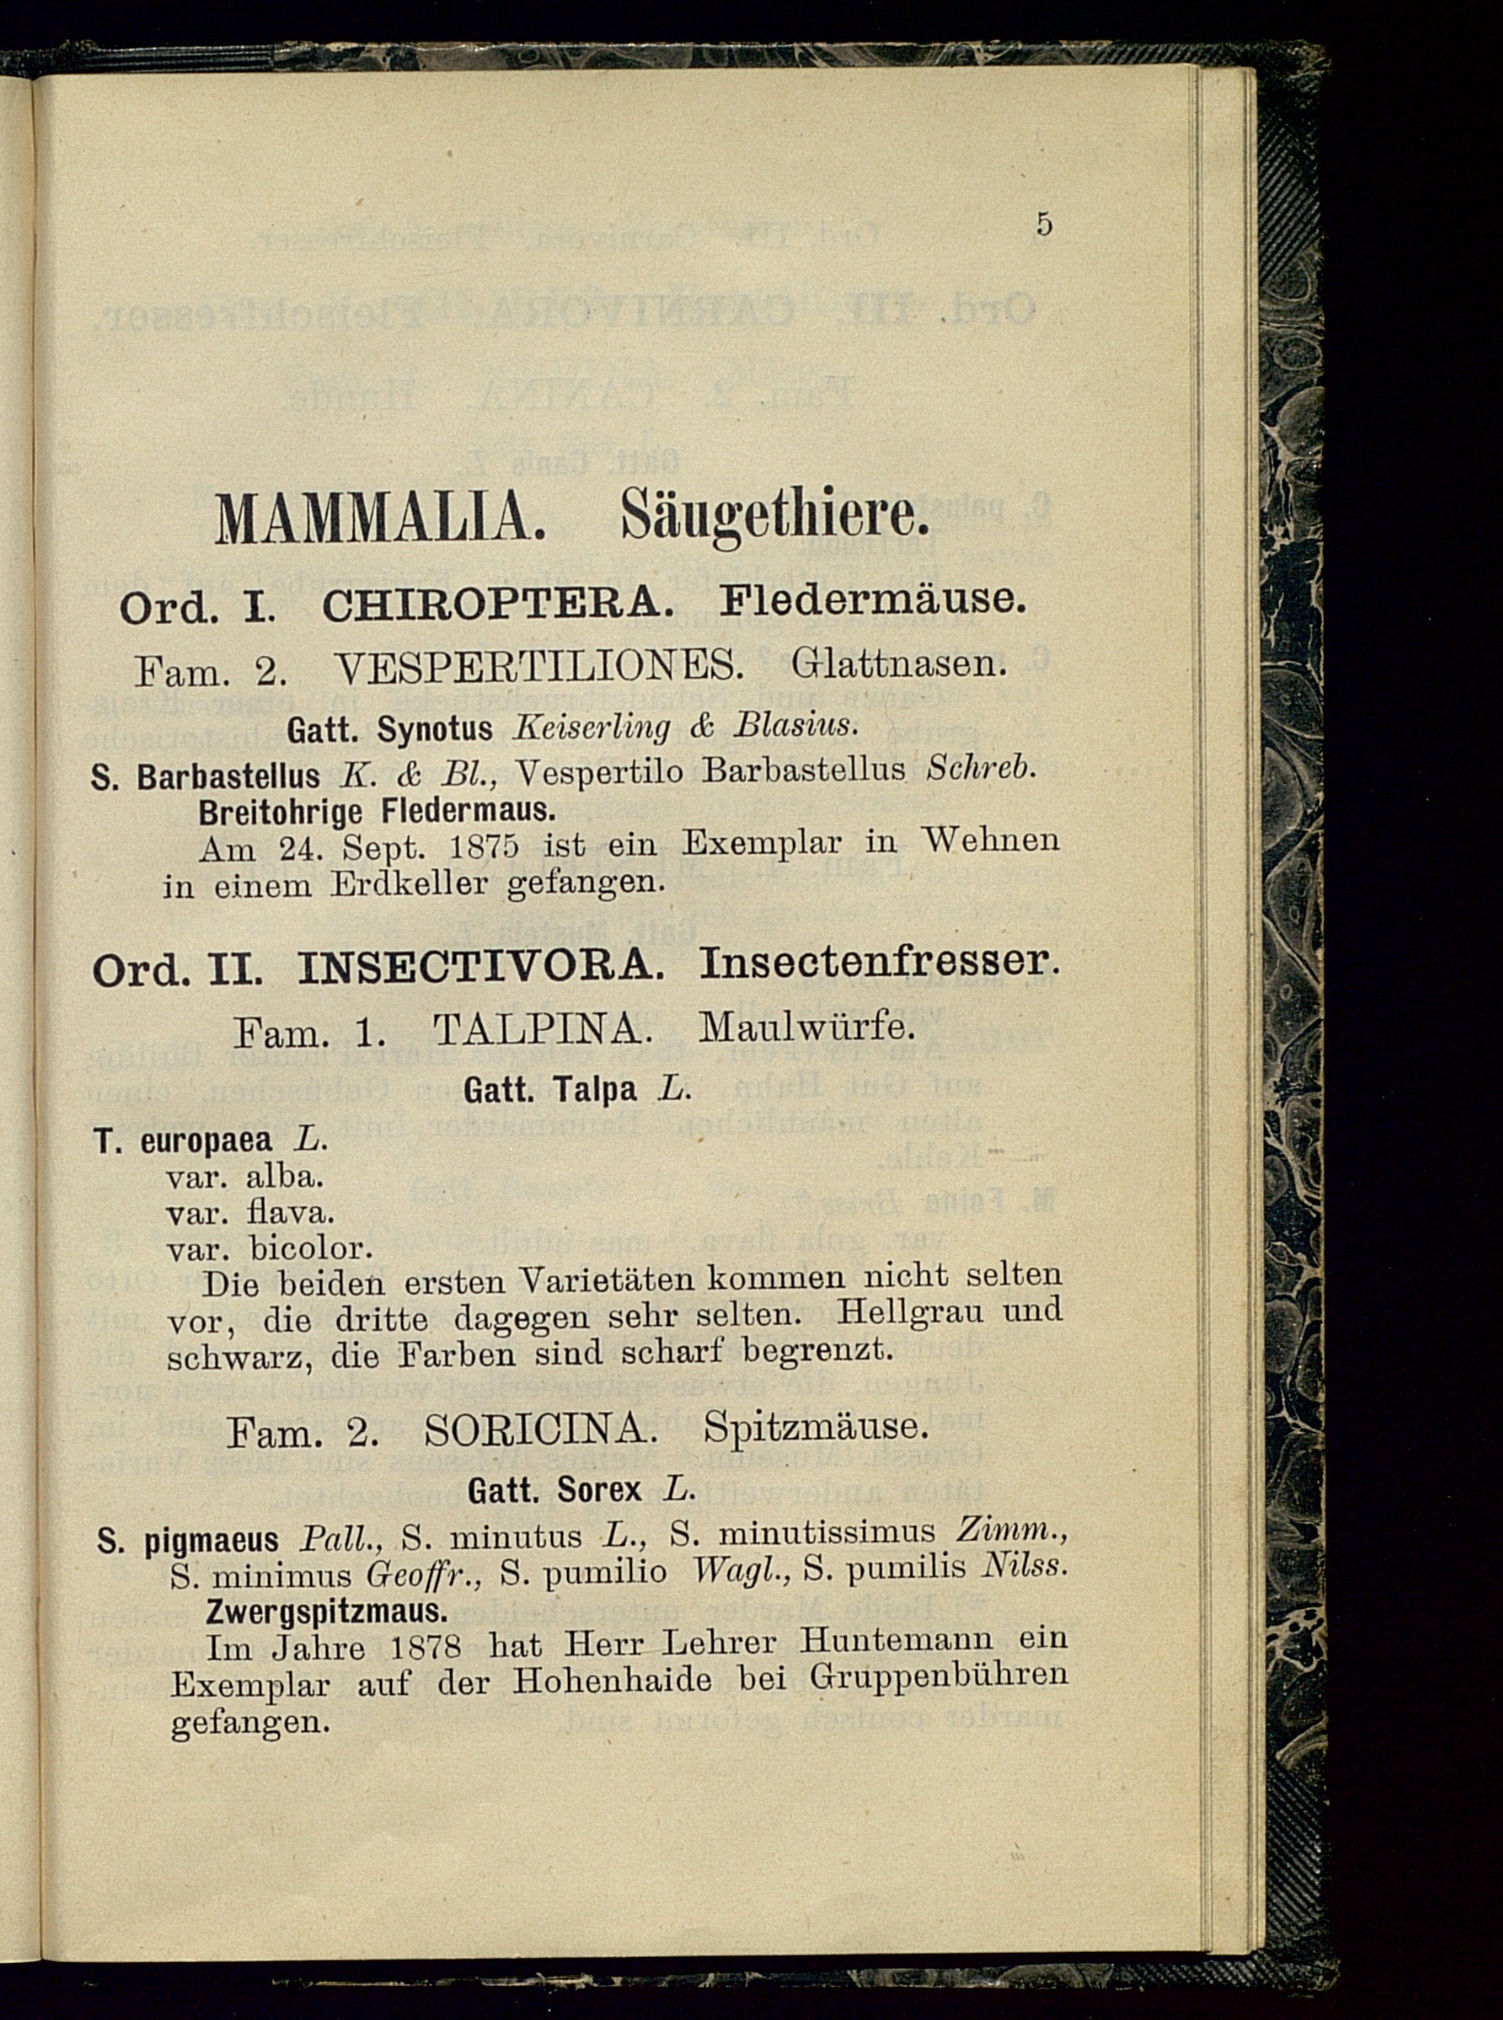 5
MAMMALIA. Säugethiere.
Ord. I. CHIROPTERA. Fledermäuse.
Fam. 2. VESPERTILIONES. Glattnasen.
Gatt. Synotus Keiserling & Blasius.
S. Barbastellus K. & Bl., Vespertilo Barbastellus Schreb.
Breitohrige Fledermaus.
Am 24. Sept. 1875 ist ein Exemplar in Wehnen
in einem Erdkeller gefangen.
Ord. II. INSECTIVORA. Insectenfresser.
Fam. 1. TALPINA. Maulwürfe.
Gatt. Talpa L.
T. europaea L.
var. alba.
var. flava.
var. bicolor.
Die beiden ersten Varietäten kommen nicht selten
vor, die dritte dagegen sehr selten. Hellgrau und
schwarz, die Farben sind scharf begrenzt.
Fam. 2. SORICINA. Spitzmäuse.
Gatt. Sorex L.
S. pigmaeus Pall., S. minutus L., S. minutissimus Zimm.,
S. minimus Geoffr., S. pumilio Wagl., S. pumilis Nilss.
Zwergspitzmaus.
Im Jahre 1878 hat Herr Lehrer Huntemann ein
Exemplar auf der Hohenhaide bei Gruppenbühren
gefangen.